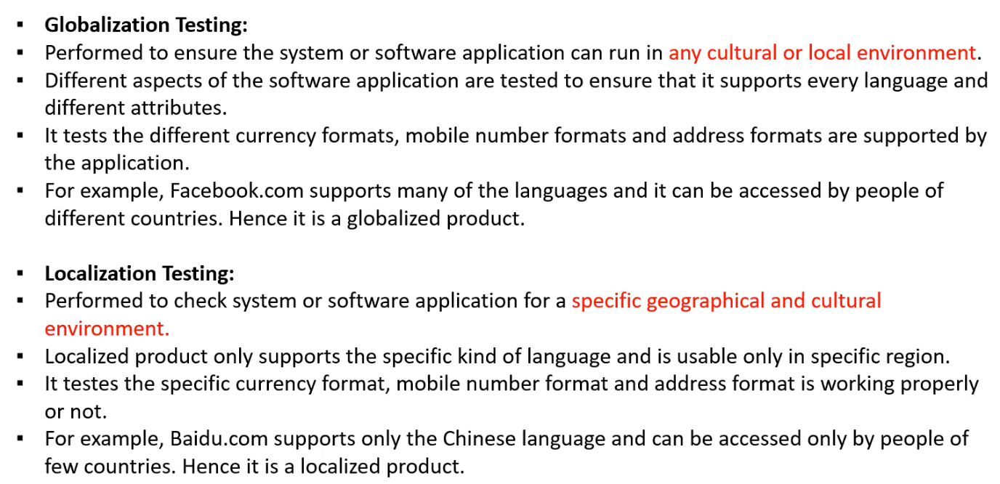 ▪ Globalization Testing:
▪ Performed to ensure the system or software application can run in any cultural or local environment.
▪ Different aspects of the software application are tested to ensure that it supports every language and
different attributes.
▪ It tests the different currency formats, mobile number formats and address formats are supported by
the application.
▪ For example, Facebook.com supports many of the languages and it can be accessed by people of
different countries. Hence it is a globalized product.
▪ Localization Testing:
▪ Performed to check system or software application for a specific geographical and cultural
environment.
▪ Localized product only supports the specific kind of language and is usable only in specific region.
▪ It testes the specific currency format, mobile number format and address format is working properly
or not.
▪ For example, Baidu.com supports only the Chinese language and can be accessed only by people of
few countries. Hence it is a localized product.